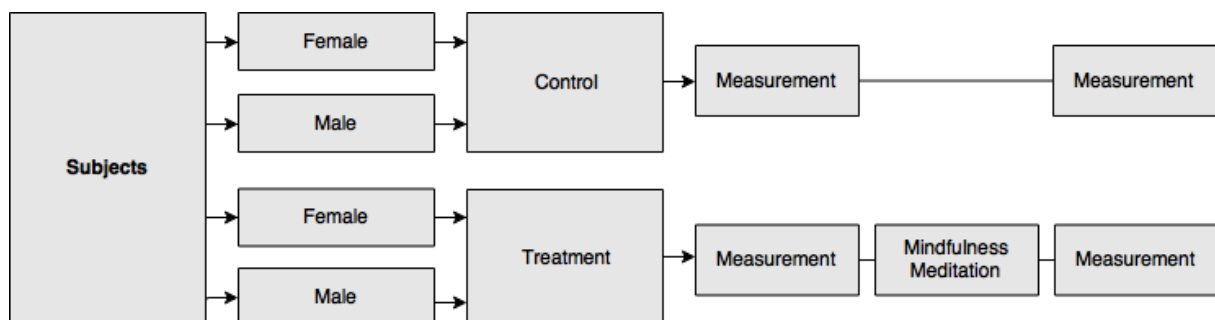 Subjects
Female
Male
Control
Measurement
Measurement
Female
Male
Treatment
Measurement
Mindfulness
Meditation
Measurement